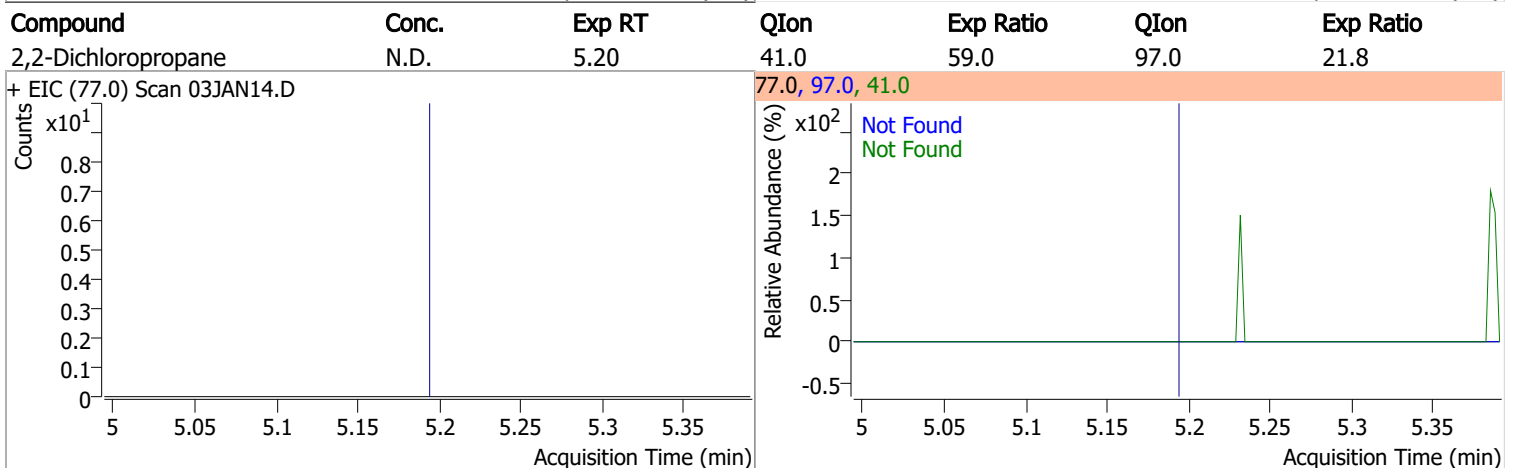 Compound Conc. Exp RT QIon Exp Ratio QIon Exp Ratio
2,2-Dichloropropane N.D. 5.20 41.0 59.0 97.0 21.8
+ EIC (77.0) Scan 03JAN14.D
Counts
x10¹
0.8
0.7
0.6
0.5
0.4
0.3
0.2
0.1
0
5 5.05 5.1 5.15 5.2 5.25 5.3 5.35
Acquisition Time (min)
77.0, 97.0, 41.0
Relative Abundance (%)
x10²
Not Found
Not Found
2
1.5
1
0.5
0
-0.5
5 5.05 5.1 5.15 5.2 5.25 5.3 5.35
Acquisition Time (min)